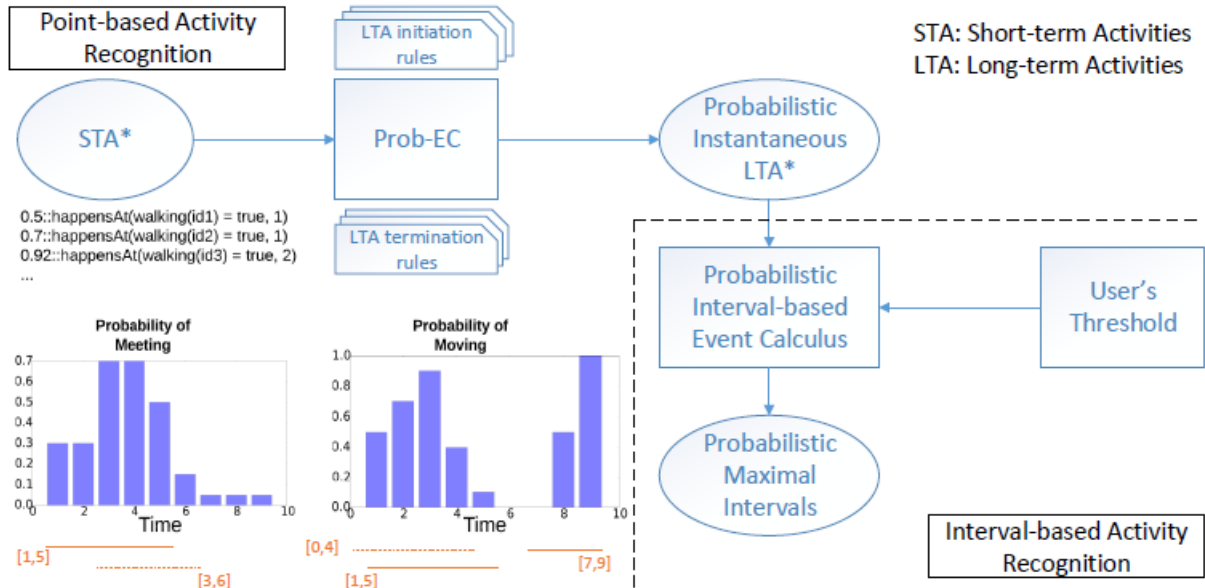 Point-based Activity
Recognition
LTA initiation
rules
STA: Short-term Activities
LTA: Long-term Activities
STA*
Prob-EC
Probabilistic
Instantaneous
LTA*
0.5::happensAt(walking(id1) = true, 1)
0.7::happensAt(walking(id2) = true, 1)
0.92::happensAt(walking(id3) = true, 2)
...
LTA termination
rules
Probabilistic
Interval-based
Event Calculus
User's
Threshold
Probability of
Meeting
0.7
0.6
0.5
0.4
0.3
0.2
0.1
0.0
0 2 4 6 8 10
Time
[1,5]
[3,6]
Probability of
Moving
1.0
0.8
0.6
0.4
0.2
0.0
0 2 4 6 8 10
Time
[0,4]
[1,5]
[7,9]
Probabilistic
Maximal
Intervals
Interval-based Activity
Recognition